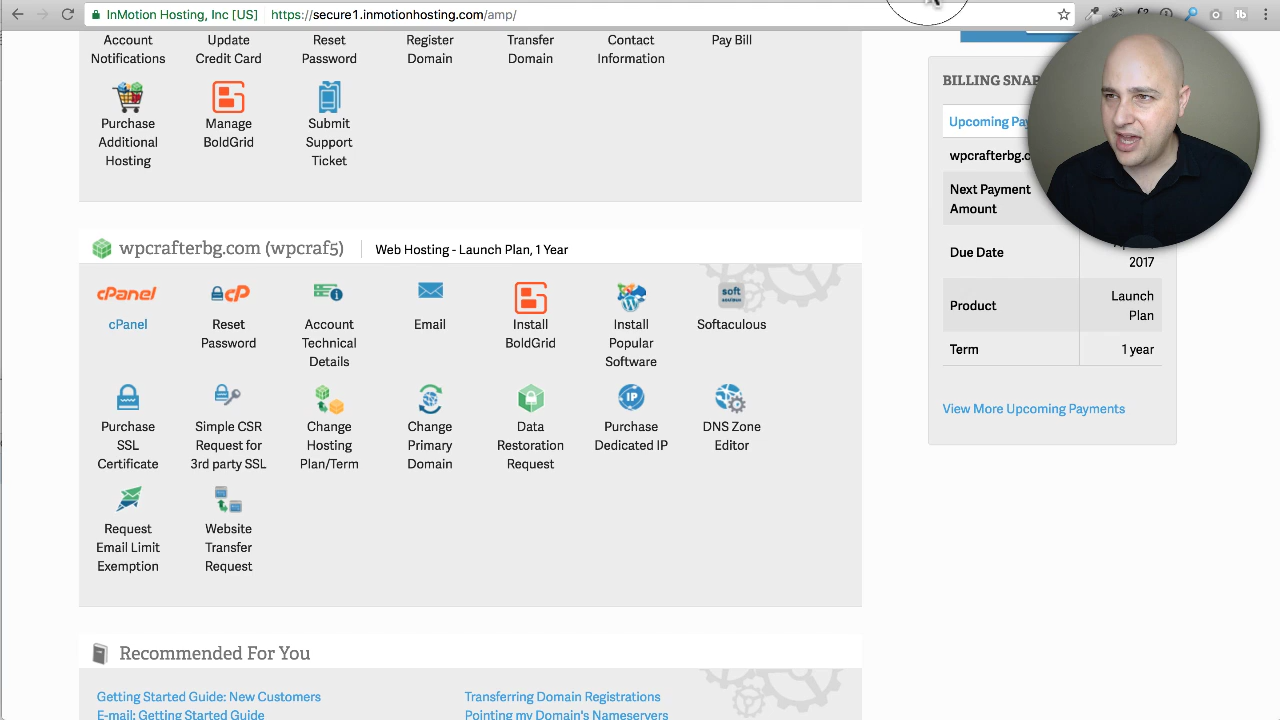 InMotion Hosting, Inc [US]
https://secure1.inmotionhosting.com/amp/
Account
Notifications
Update
Credit Card
Reset
Password
Register
Domain
Transfer
Domain
Contact
Information
Pay Bill
Purchase
Additional
Hosting
Manage
BoldGrid
Submit
Support
Ticket
wpcrafterbg.com (wpcraf5)
Web Hosting - Launch Plan, 1 Year
cPanel
cPanel
cP
Reset
Password
Account
Technical
Details
Email
Install
BoldGrid
Install
Popular
Software
soft
Softaculous
Purchase
SSL
Certificate
Simple CSR
Request for
3rd party SSL
Change
Hosting
Plan/Term
Change
Primary
Domain
Data
Restoration
Request
IP
Purchase
Dedicated IP
DNS Zone
Editor
Request
Email Limit
Exemption
Website
Transfer
Request
Recommended For You
Getting Started Guide: New Customers
E-mail: Getting Started Guide
Transferring Domain Registrations
Pointing my Domain's Nameservers
BILLING
Upcoming
wpcrafterbg.c
Next Payment
Amount
Due Date
2017
Product
Launch
Plan
Term
1 year
View More Upcoming Payments